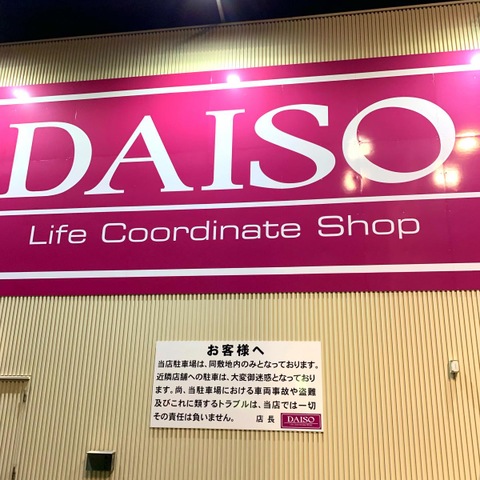 DAISO
Life Coordinate Shop
お客様へ
当店駐車場は、同敷地内のみとなっております。
近隣店舗への駐車は、大変御迷惑となっており
ます。尚、当駐車場における車両事故や盗難
及びこれに類するトラブルは、当店では一切
その責任は負いません。 店 長 DAISO